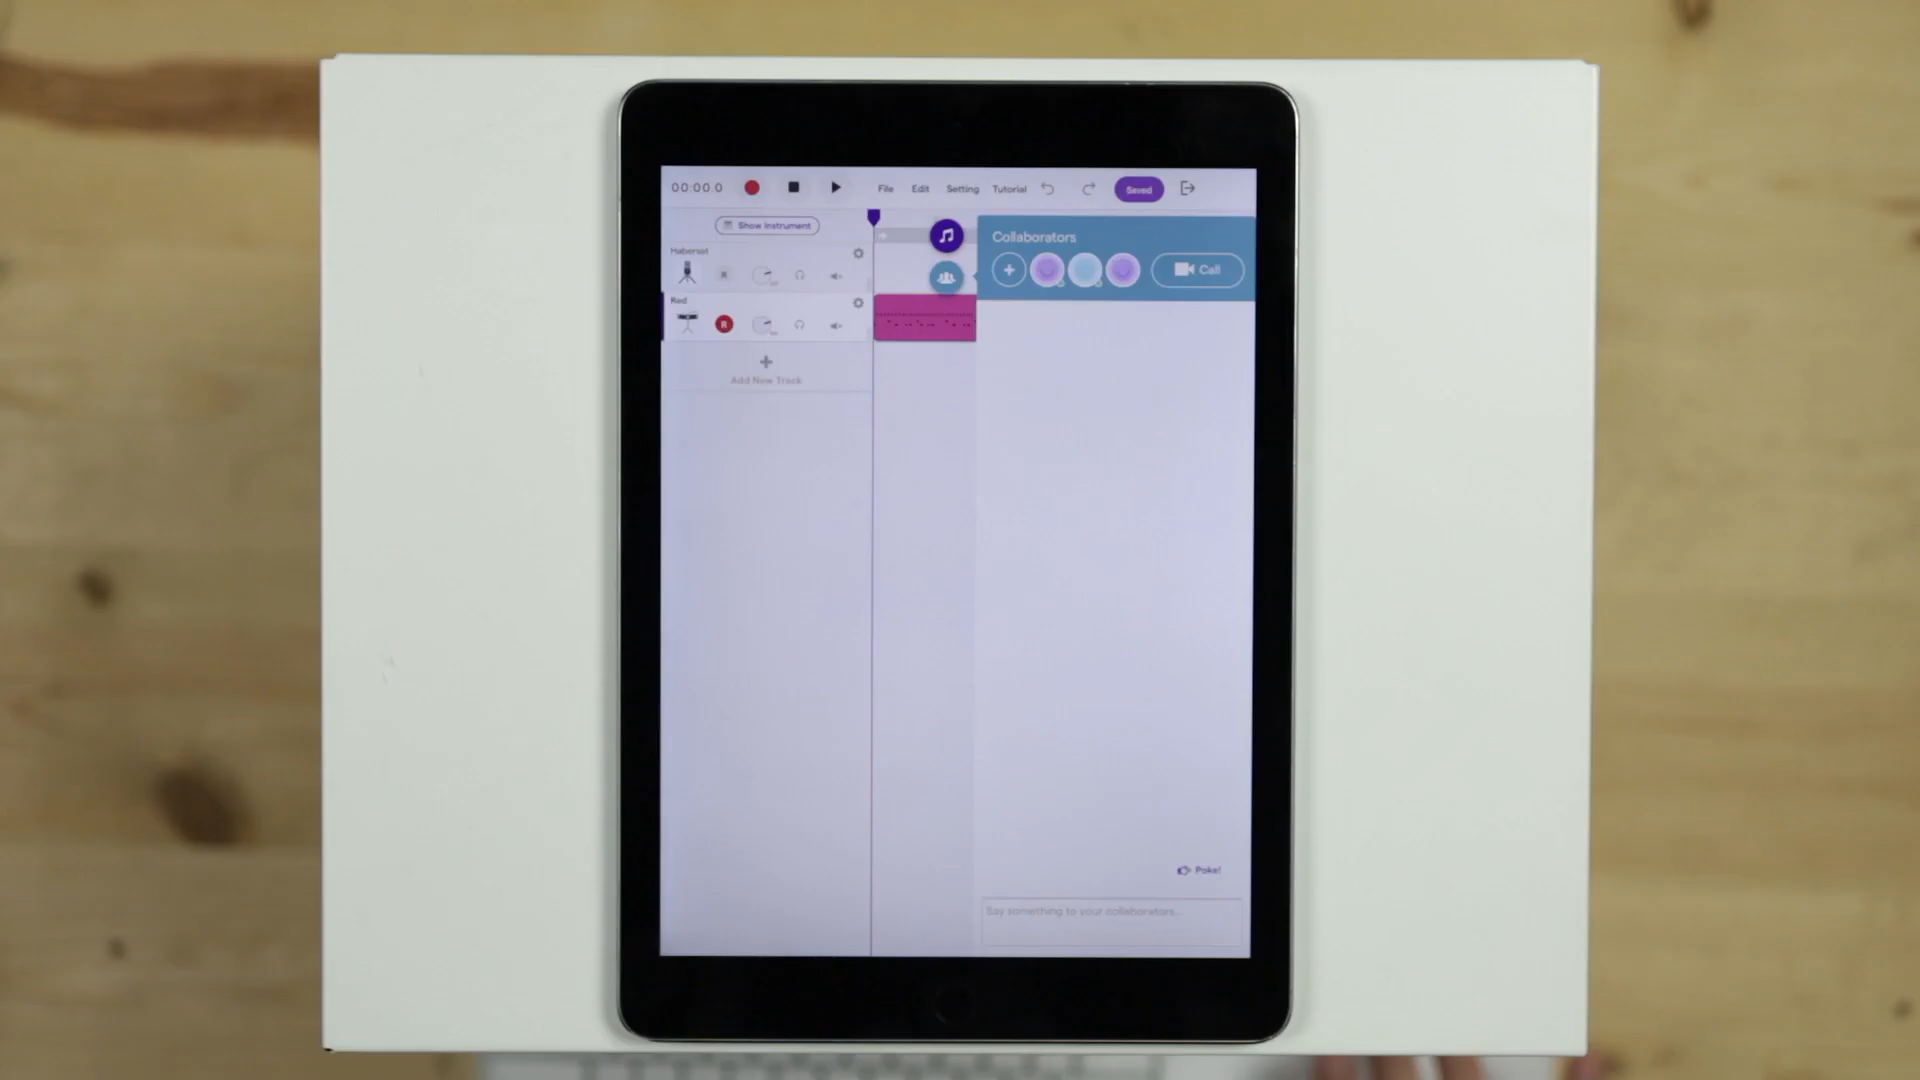 00:00.0
File Edit Setting Tutorial
Saved
Show Instrument
Collaborators
Call
R
Red
R
Add New Track
Poke!
Say something to your collaborators...